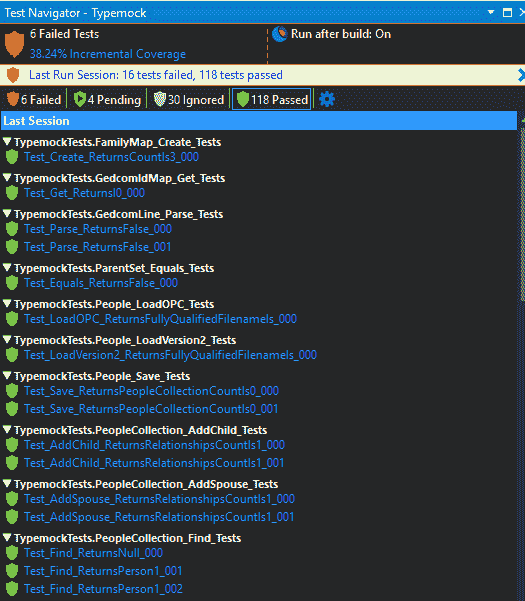 Test Navigator - Typemock
6 Failed Tests
Run after build: On
38.24% Incremental Coverage
Last Run Session: 16 tests failed, 118 tests passed
6 Failed 4 Pending 30 Ignored 118 Passed
Last Session
TypemockTests.FamilyMap_Create_Tests
Test_Create_ReturnsCountIs3_000
TypemockTests.GedcomIdMap_Get_Tests
Test_Get_ReturnsI0_000
TypemockTests.GedcomLine_Parse_Tests
Test_Parse_ReturnsFalse_000
Test_Parse_ReturnsFalse_001
TypemockTests.ParentSet_Equals_Tests
Test_Equals_ReturnsFalse_000
TypemockTests.People_LoadOPC_Tests
Test_LoadOPC_ReturnsFullyQualifiedFilenameIs_000
TypemockTests.People_LoadVersion2_Tests
Test_LoadVersion2_ReturnsFullyQualifiedFilenameIs_000
TypemockTests.People_Save_Tests
Test_Save_ReturnsPeopleCollectionCountIs0_000
Test_Save_ReturnsPeopleCollectionCountIs0_001
TypemockTests.PeopleCollection_AddChild_Tests
Test_AddChild_ReturnsRelationshipsCountIs1_000
Test_AddChild_ReturnsRelationshipsCountIs1_001
TypemockTests.PeopleCollection_AddSpouse_Tests
Test_AddSpouse_ReturnsRelationshipsCountIs1_000
Test_AddSpouse_ReturnsRelationshipsCountIs1_001
TypemockTests.PeopleCollection_Find_Tests
Test_Find_ReturnsNull_000
Test_Find_ReturnsPerson1_001
Test_Find_ReturnsPerson1_002